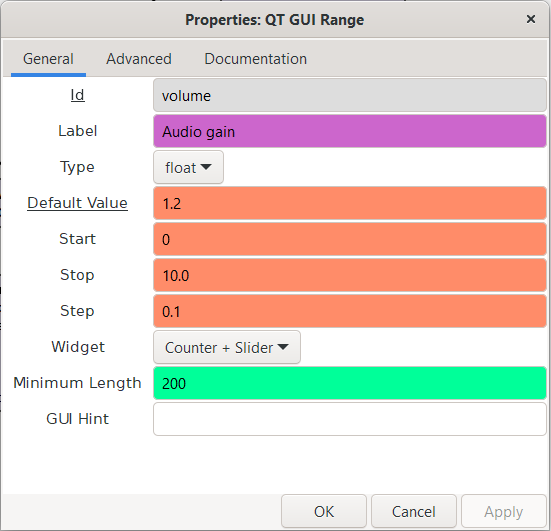 Properties: QT GUI Range ×
General Advanced Documentation
Id volume
Label Audio gain
Type float
Default Value 1.2
Start 0
Stop 10.0
Step 0.1
Widget Counter + Slider
Minimum Length 200
GUI Hint
OK Cancel Apply